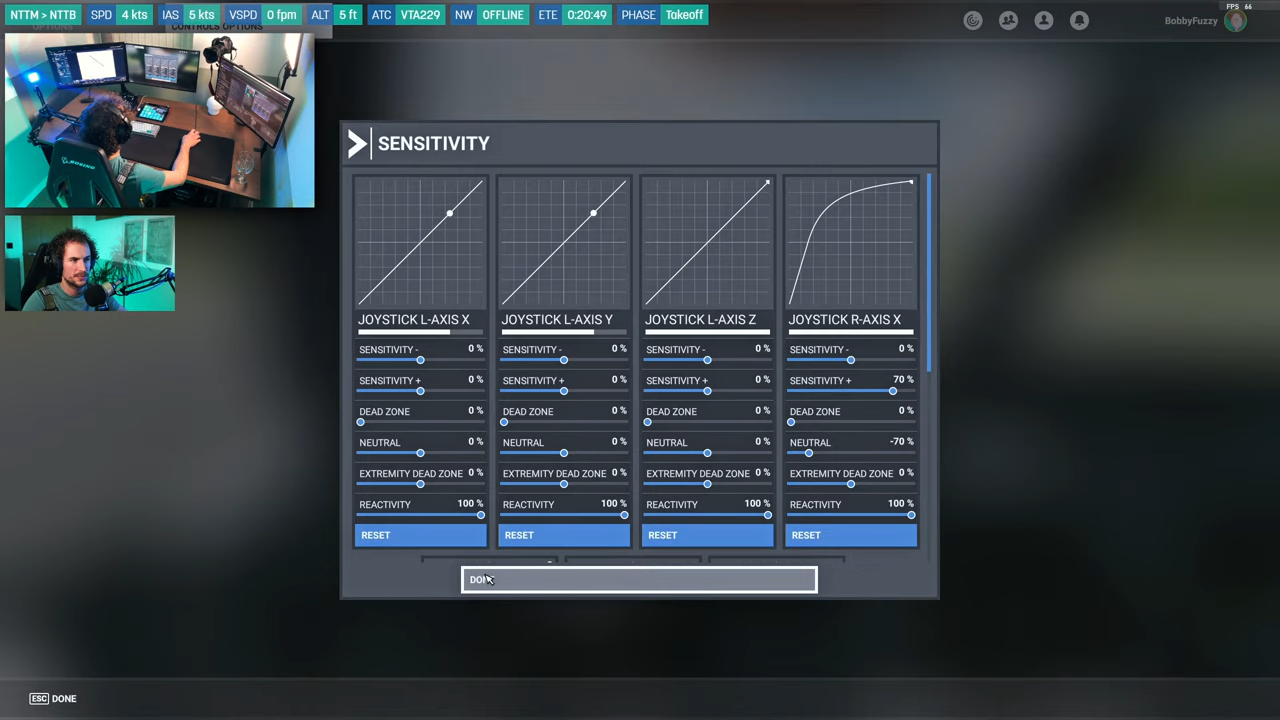 NTTM > NTTB SPD 4 kts IAS 5 kts VSPD 0 fpm ALT 5 ft ATC VTA229 NW OFFLINE ETE 0:20:49 PHASE Takeoff
FPS 66
OPTIONS CONTROLS OPTIONS
BobbyFuzzy
BOEING
SENSITIVITY
JOYSTICK L-AXIS X JOYSTICK L-AXIS Y JOYSTICK L-AXIS Z JOYSTICK R-AXIS X
SENSITIVITY - 0 % SENSITIVITY - 0 % SENSITIVITY - 0 % SENSITIVITY - 0 %
SENSITIVITY + 0 % SENSITIVITY + 0 % SENSITIVITY + 0 % SENSITIVITY + 70 %
DEAD ZONE 0 % DEAD ZONE 0 % DEAD ZONE 0 % DEAD ZONE 0 %
NEUTRAL 0 % NEUTRAL 0 % NEUTRAL 0 % NEUTRAL -70 %
EXTREMITY DEAD ZONE 0 % EXTREMITY DEAD ZONE 0 % EXTREMITY DEAD ZONE 0 % EXTREMITY DEAD ZONE 0 %
REACTIVITY 100 % REACTIVITY 100 % REACTIVITY 100 % REACTIVITY 100 %
RESET RESET RESET RESET
DONE
ESC DONE